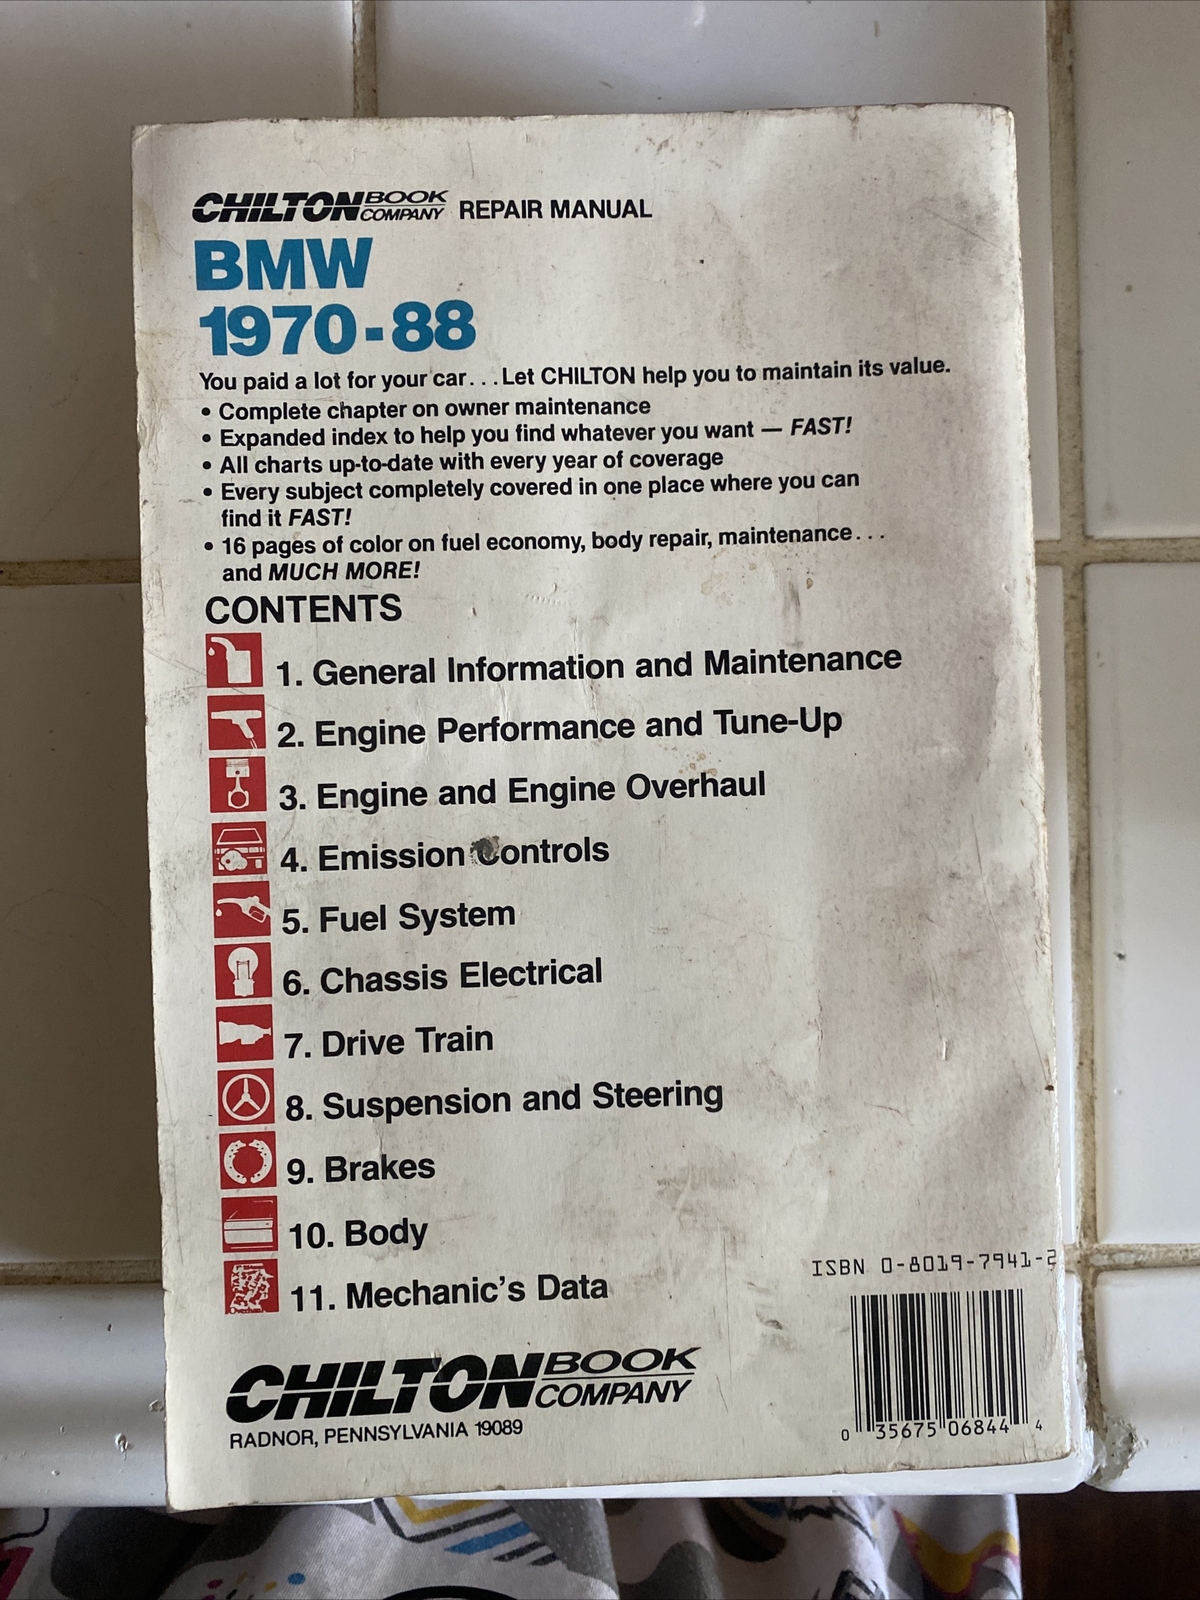 CHILTON BOOK COMPANY REPAIR MANUAL
BMW
1970-88
You paid a lot for your car...Let CHILTON help you to maintain its value.
• Complete chapter on owner maintenance
• Expanded index to help you find whatever you want — FAST!
• All charts up-to-date with every year of coverage
• Every subject completely covered in one place where you can
find it FAST!
• 16 pages of color on fuel economy, body repair, maintenance...
and MUCH MORE!
CONTENTS
1. General Information and Maintenance
2. Engine Performance and Tune-Up
3. Engine and Engine Overhaul
4. Emission Controls
5. Fuel System
6. Chassis Electrical
7. Drive Train
8. Suspension and Steering
9. Brakes
10. Body
11. Mechanic's Data
ISBN 0-8019-7941-2
CHILTON BOOK COMPANY
RADNOR, PENNSYLVANIA 19089
0 35675 06844 4